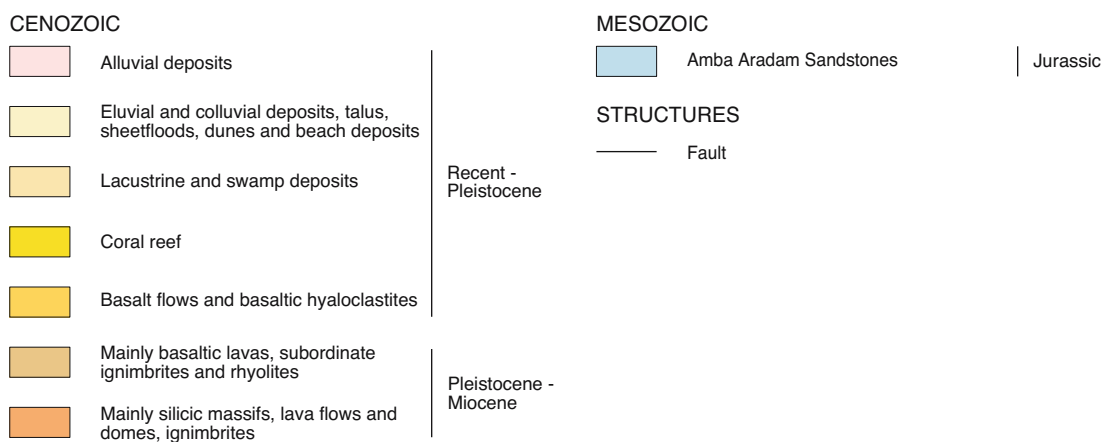 CENOZOIC
Alluvial deposits
Eluvial and colluvial deposits, talus,
sheetfloods, dunes and beach deposits
Lacustrine and swamp deposits
Coral reef
Basalt flows and basaltic hyaloclastites
Recent -
Pleistocene
Mainly basaltic lavas, subordinate
ignimbrites and rhyolites
Mainly silicic massifs, lava flows and
domes, ignimbrites
Pleistocene -
Miocene
MESOZOIC
Amba Aradam Sandstones
Jurassic
STRUCTURES
Fault